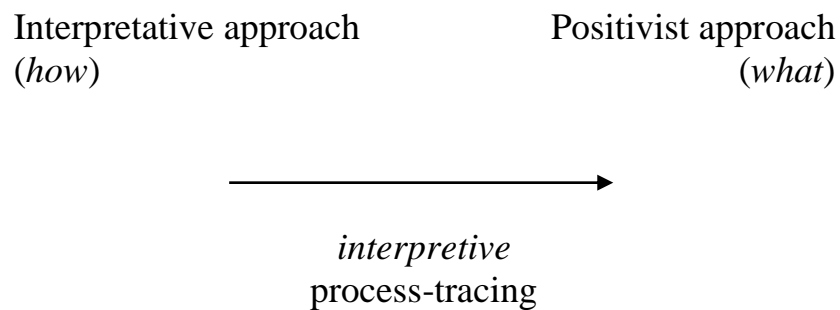 Interpretative approach
(how)
Positivist approach
(what)
interpretive
process-tracing